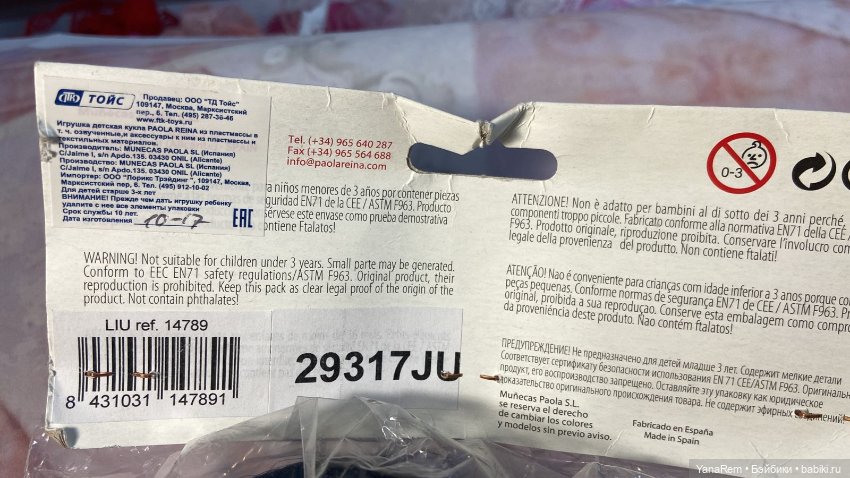 ТОЙС
Продавец: ООО "ТД Тойс"
109147, Москва, Марксистский
пер, 6. Тел. (495) 287-36-46
www.ftk-toys.ru
Игрушка детская кукла PAOLA REINA из пластмассы в
т. ч. озвученные,и аксессуары к ним из пластмассы и
текстильных материалов.
Производитель: MUNECAS PAOLA SL (Испания)
C/Jaime I, s/n Apdo.135. 03430 ONIL (Alicante)
Производство: MUNECAS PAOLA SL (Испания)
C/Jaime I, s/n Apdo.135. 03430 ONIL (Alicante)
Импортер: ООО "Лорикс Трэйдинг", 109147, Москва,
Марксистский пер, 6. Тел. (495) 912-10-02
Для детей старше 3-х лет
ВНИМАНИЕ! Прежде чем дать игрушку ребенку
удалите с нее все элементы упаковки
Срок службы 10 лет.
Дата изготовления 10-17
EAC
Tel. (+34) 965 640 287
Fax (+34) 965 564 688
info@paolareina.com
para niños menores de 3 años por contener piezas
seguridad EN71 de la CEE / ASTM F963. Producto
nsérvese este envase como prueba demostrativa
ontiene Ftalatos!
WARNING! Not suitable for children under 3 years. Small parte may be generated.
Conform to EEC EN71 safety regulations/ASTM F963. Original product, their
reproduction is prohibited. Keep this pack as clear legal proof of the origin of the
product. Not contain phthalates!
LIU ref. 14789
8 431031 147891
29317JU
0-3
ATTENZIONE! Non è adatto per bambini al di sotto dei 3 anni perché
componenti troppo piccole. Fabricato conforme alla normativa EN71 della CEE
F963. Prodotto originale, riproduzione proibita. Conservare l'involucro com
legale della provenienza del prodotto. Non contiene ftalati!
ATENÇÃO! Nao é conveniente para crianças com idade inferior a 3 anos porque co
peças pequenas. Conforme normas de segurança EN71 de CEE / ASTM F963.
original, proibida a sua reproduçao. Conserve esta embalagem como compro
da proveniéncia deste produto. Não contém ftalatos!
ПРЕДУПРЕЖДЕНИЕ! Не предназначено для детей младше 3 лет. Содержит мелкие детали
Соответствует сертификату безопасности использования EN 71 CEE/ASTM F963. Оригинальный
продукт, его воспроизводство запрещено. Оставляйте эту упаковку как юридическое
доказательство оригинального происхождения товара. Не содержит эфирных соединений!
Muñecas Paola S.L.
se reserva el derecho
de cambiar los colores
y modelos sin previo aviso.
Fabricado en España
Made in Spain
YanaRem • Бэйбики • babiki.ru